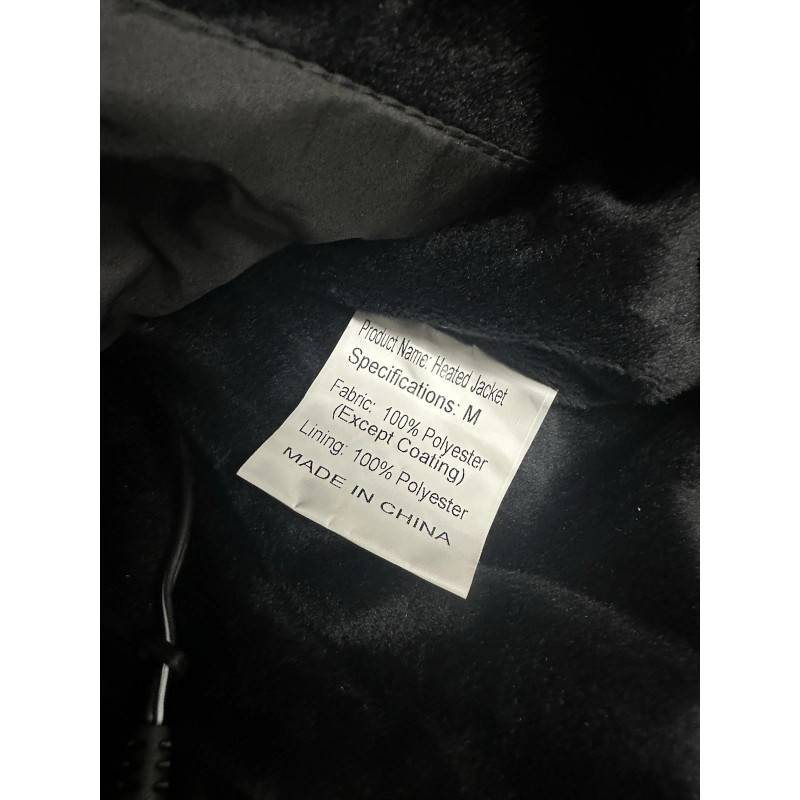 Product Name: Heated Jacket
Specifications: M
Fabric: 100% Polyester
(Except Coating)
Lining: 100% Polyester
MADE IN CHINA